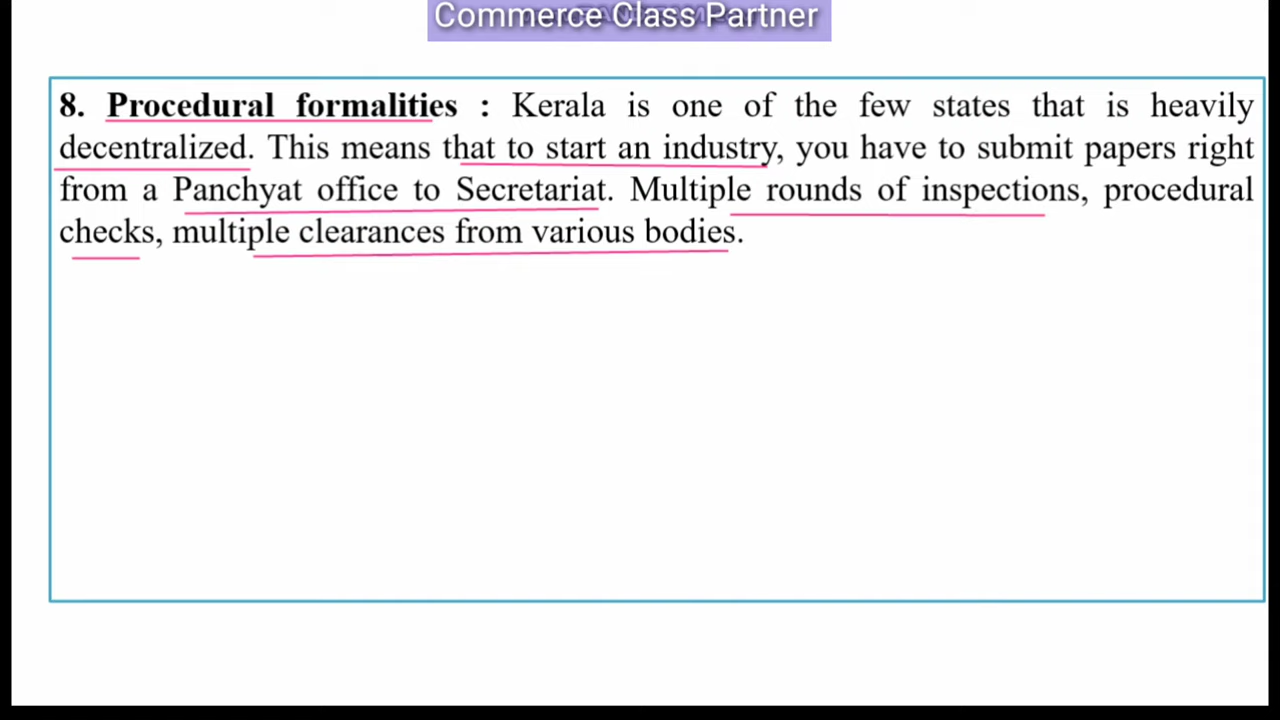 Commerce Class Partner
8. Procedural formalities : Kerala is one of the few states that is heavily
decentralized. This means that to start an industry, you have to submit papers right
from a Panchyat office to Secretariat. Multiple rounds of inspections, procedural
checks, multiple clearances from various bodies.